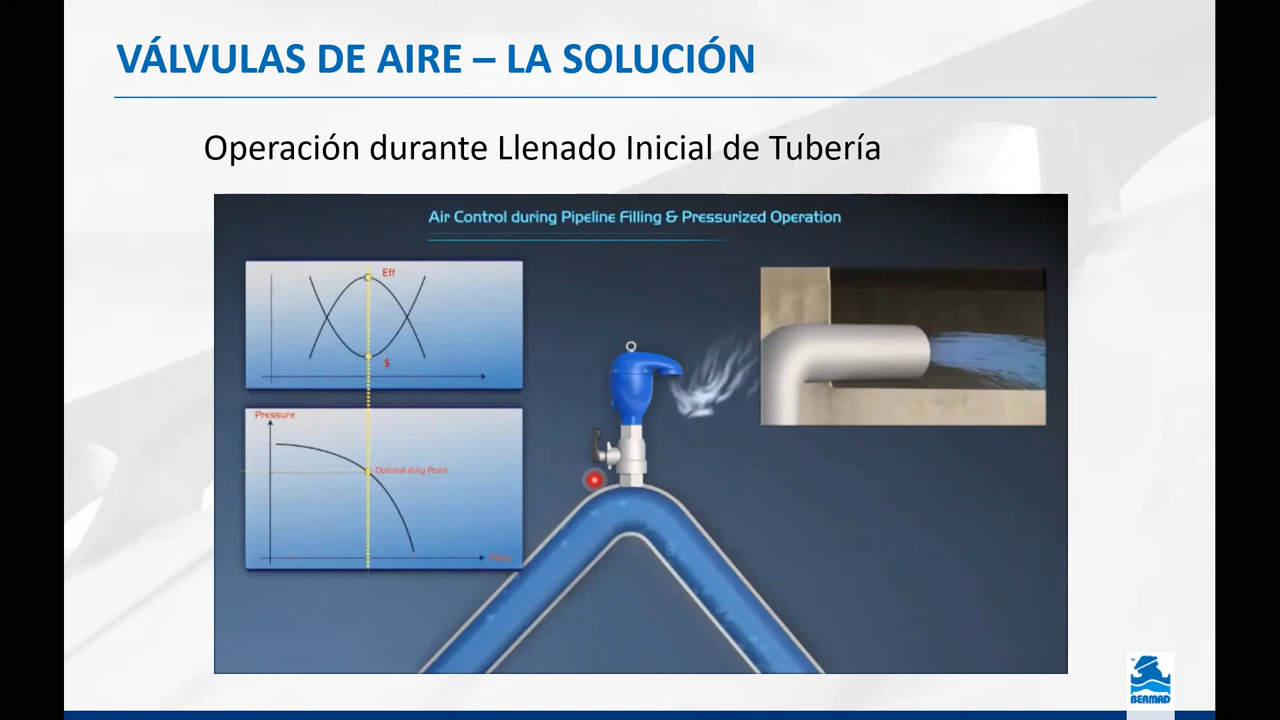 VÁLVULAS DE AIRE – LA SOLUCIÓN
Operación durante Llenado Inicial de Tubería
Air Control during Pipeline Filling & Pressurized Operation
Eff
$
Pressure
Optimal duty Point
BERMAD